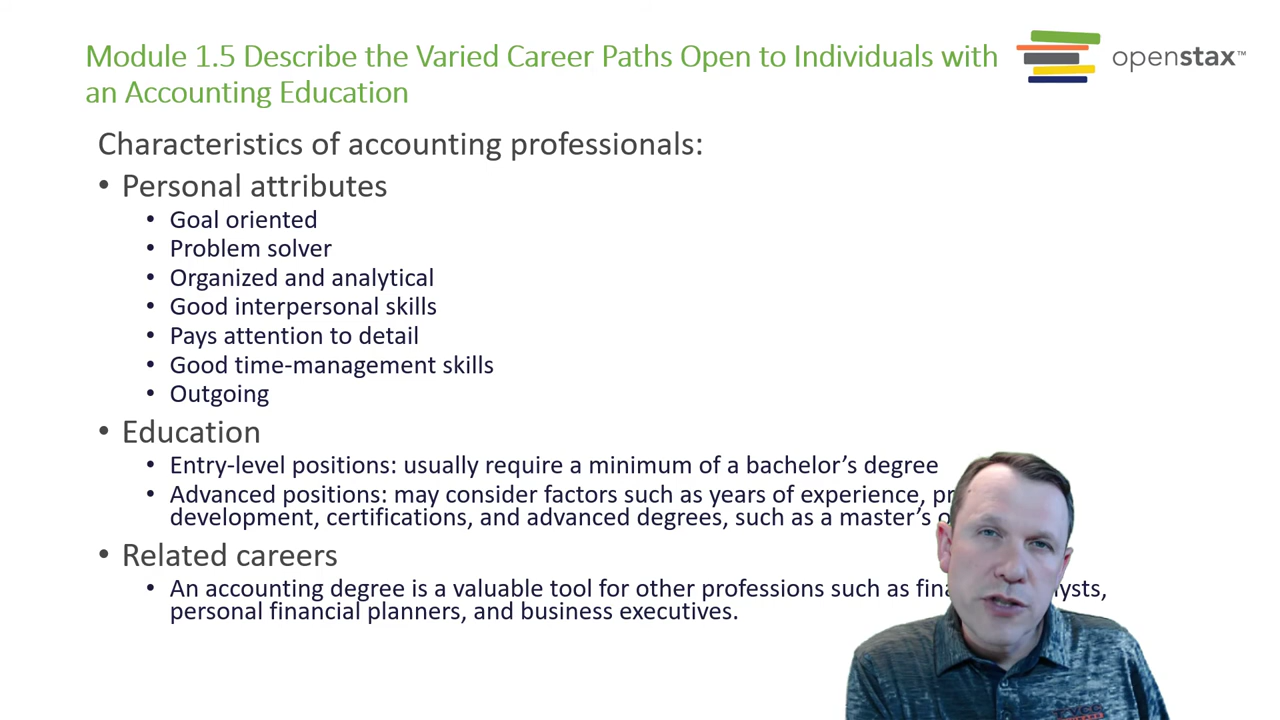 Module 1.5 Describe the Varied Career Paths Open to Individuals with
an Accounting Education
openstax™
Characteristics of accounting professionals:
• Personal attributes
• Goal oriented
• Problem solver
• Organized and analytical
• Good interpersonal skills
• Pays attention to detail
• Good time-management skills
• Outgoing
• Education
• Entry-level positions: usually require a minimum of a bachelor’s degree
• Advanced positions: may consider factors such as years of experience,
development, certifications, and advanced degrees, such as a master’s
• Related careers
• An accounting degree is a valuable tool for other professions such as
personal financial planners, and business executives.